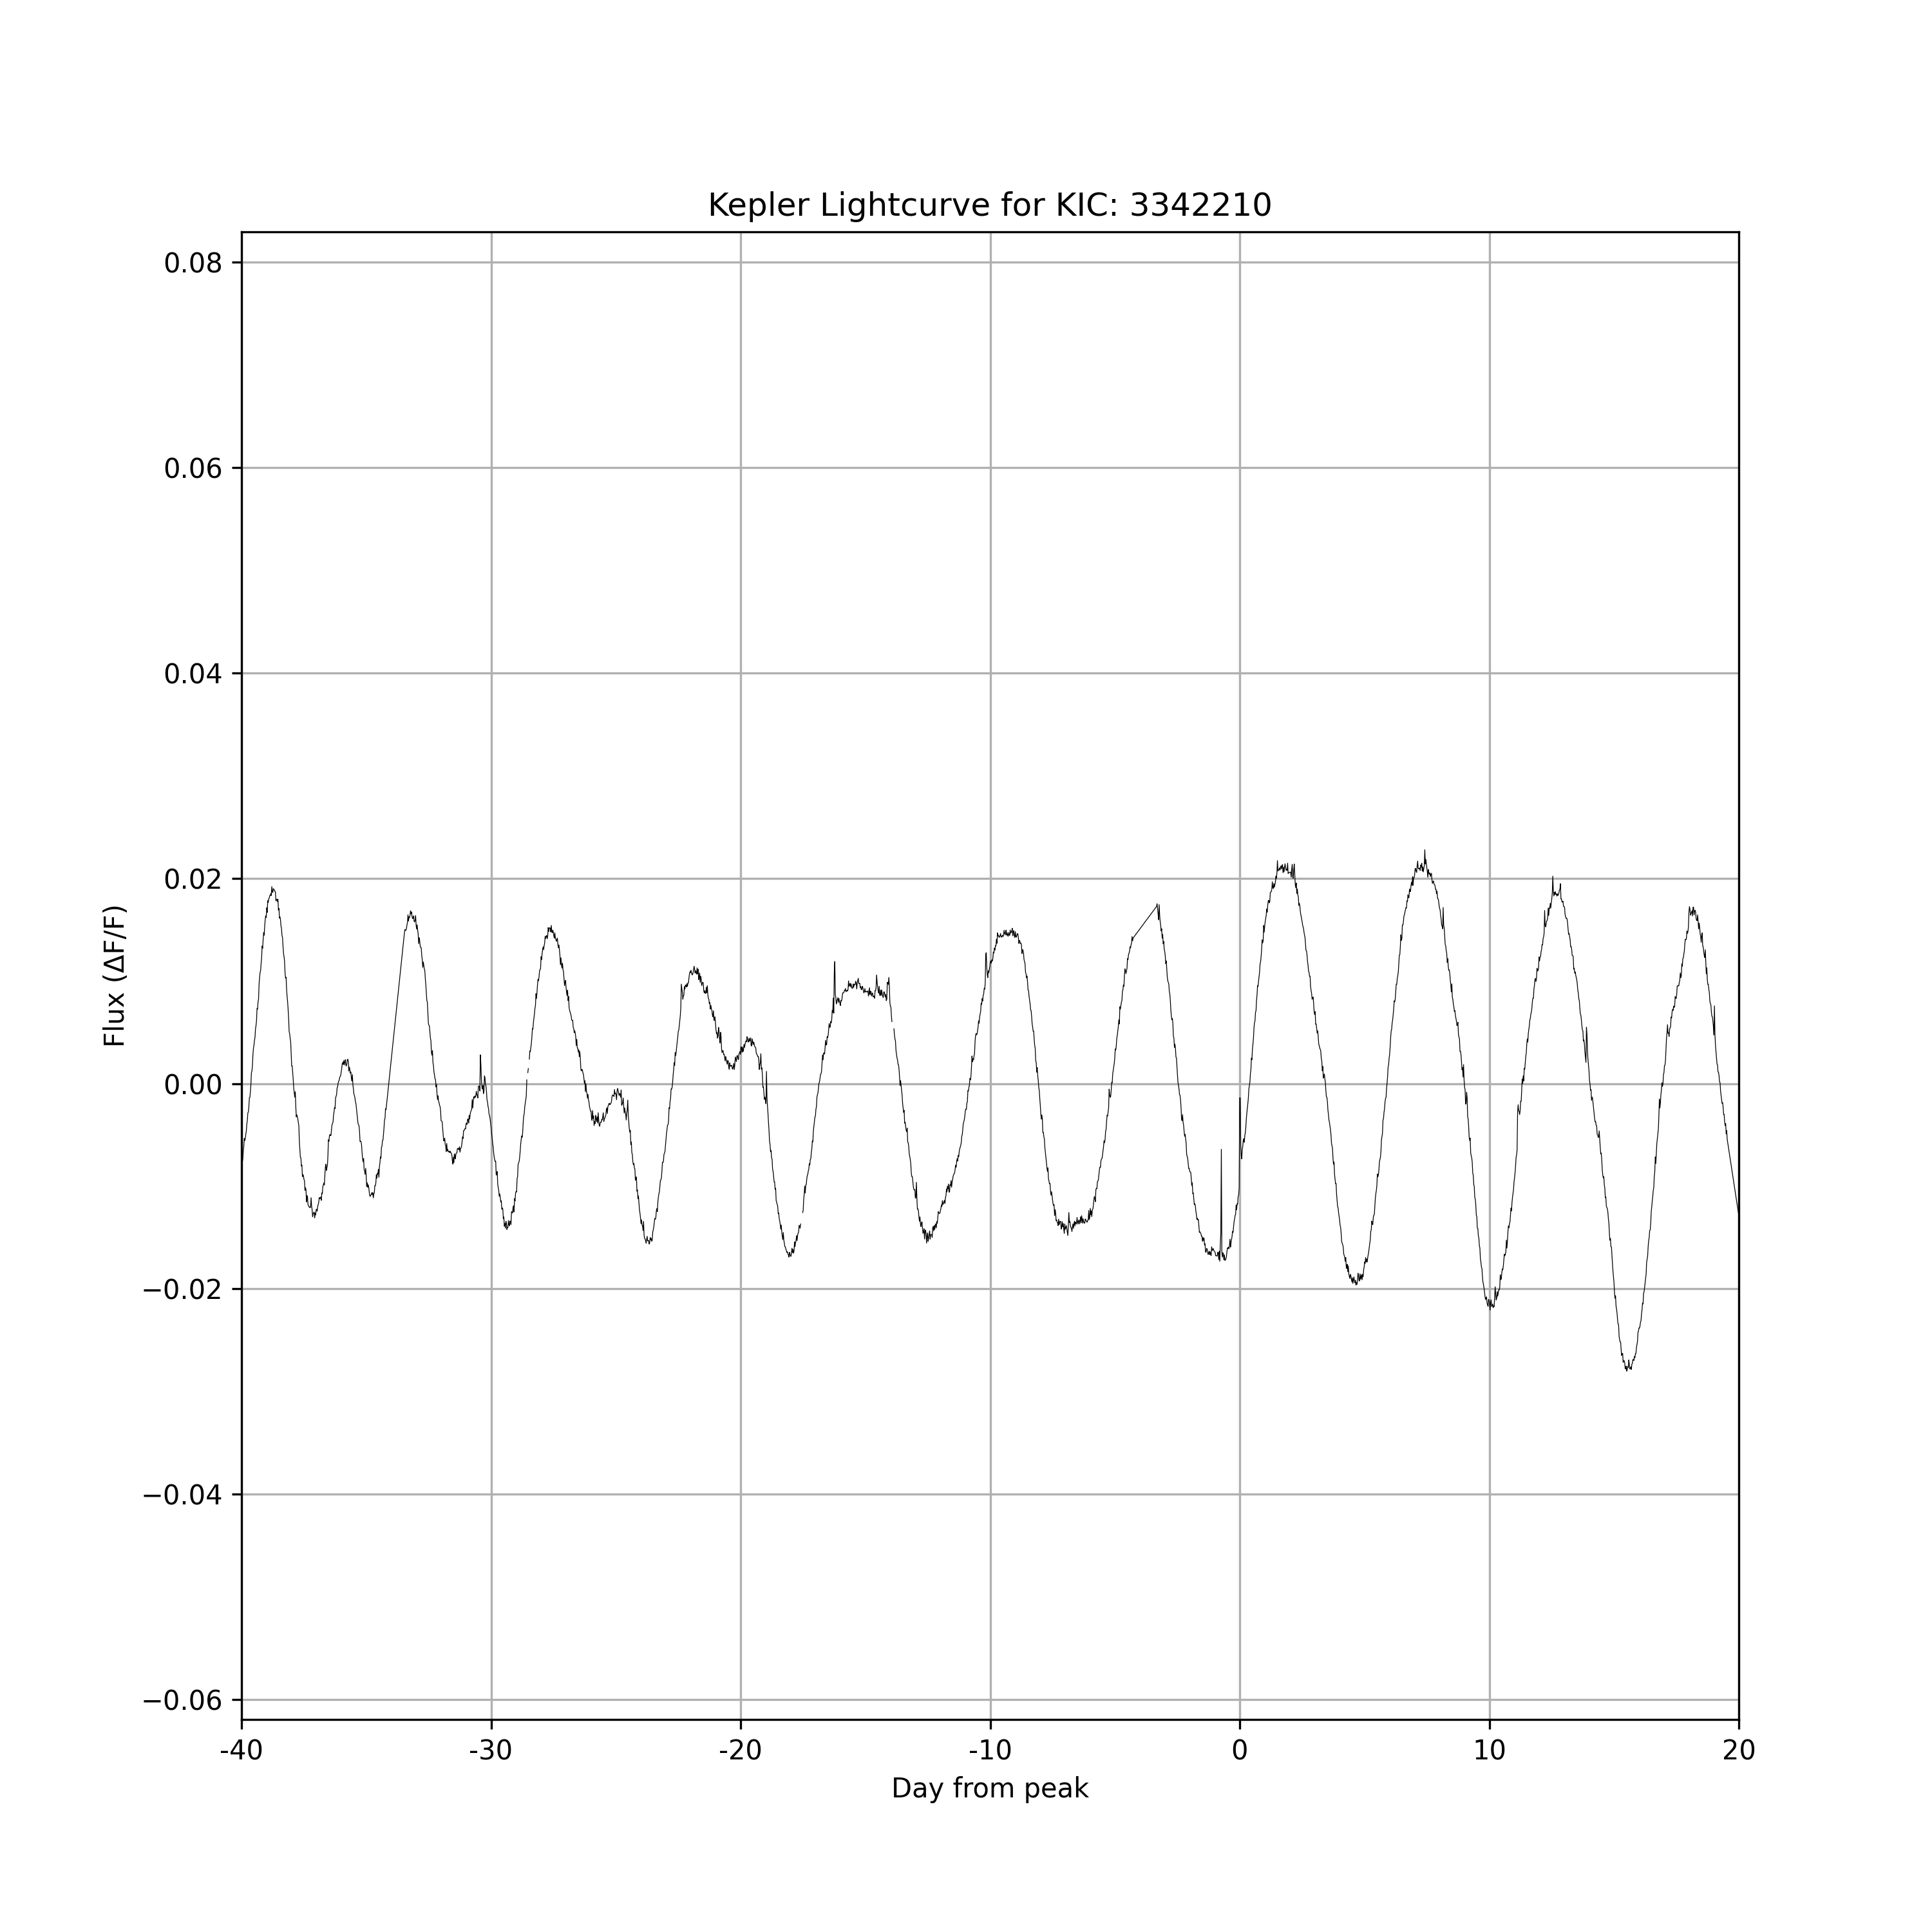 Kepler Lightcurve for KIC: 3342210
0.08
0.06
0.04
0.02
0.00
−0.02
−0.04
−0.06
Flux (ΔF/F)
-40 -30 -20 -10 0 10 20
Day from peak